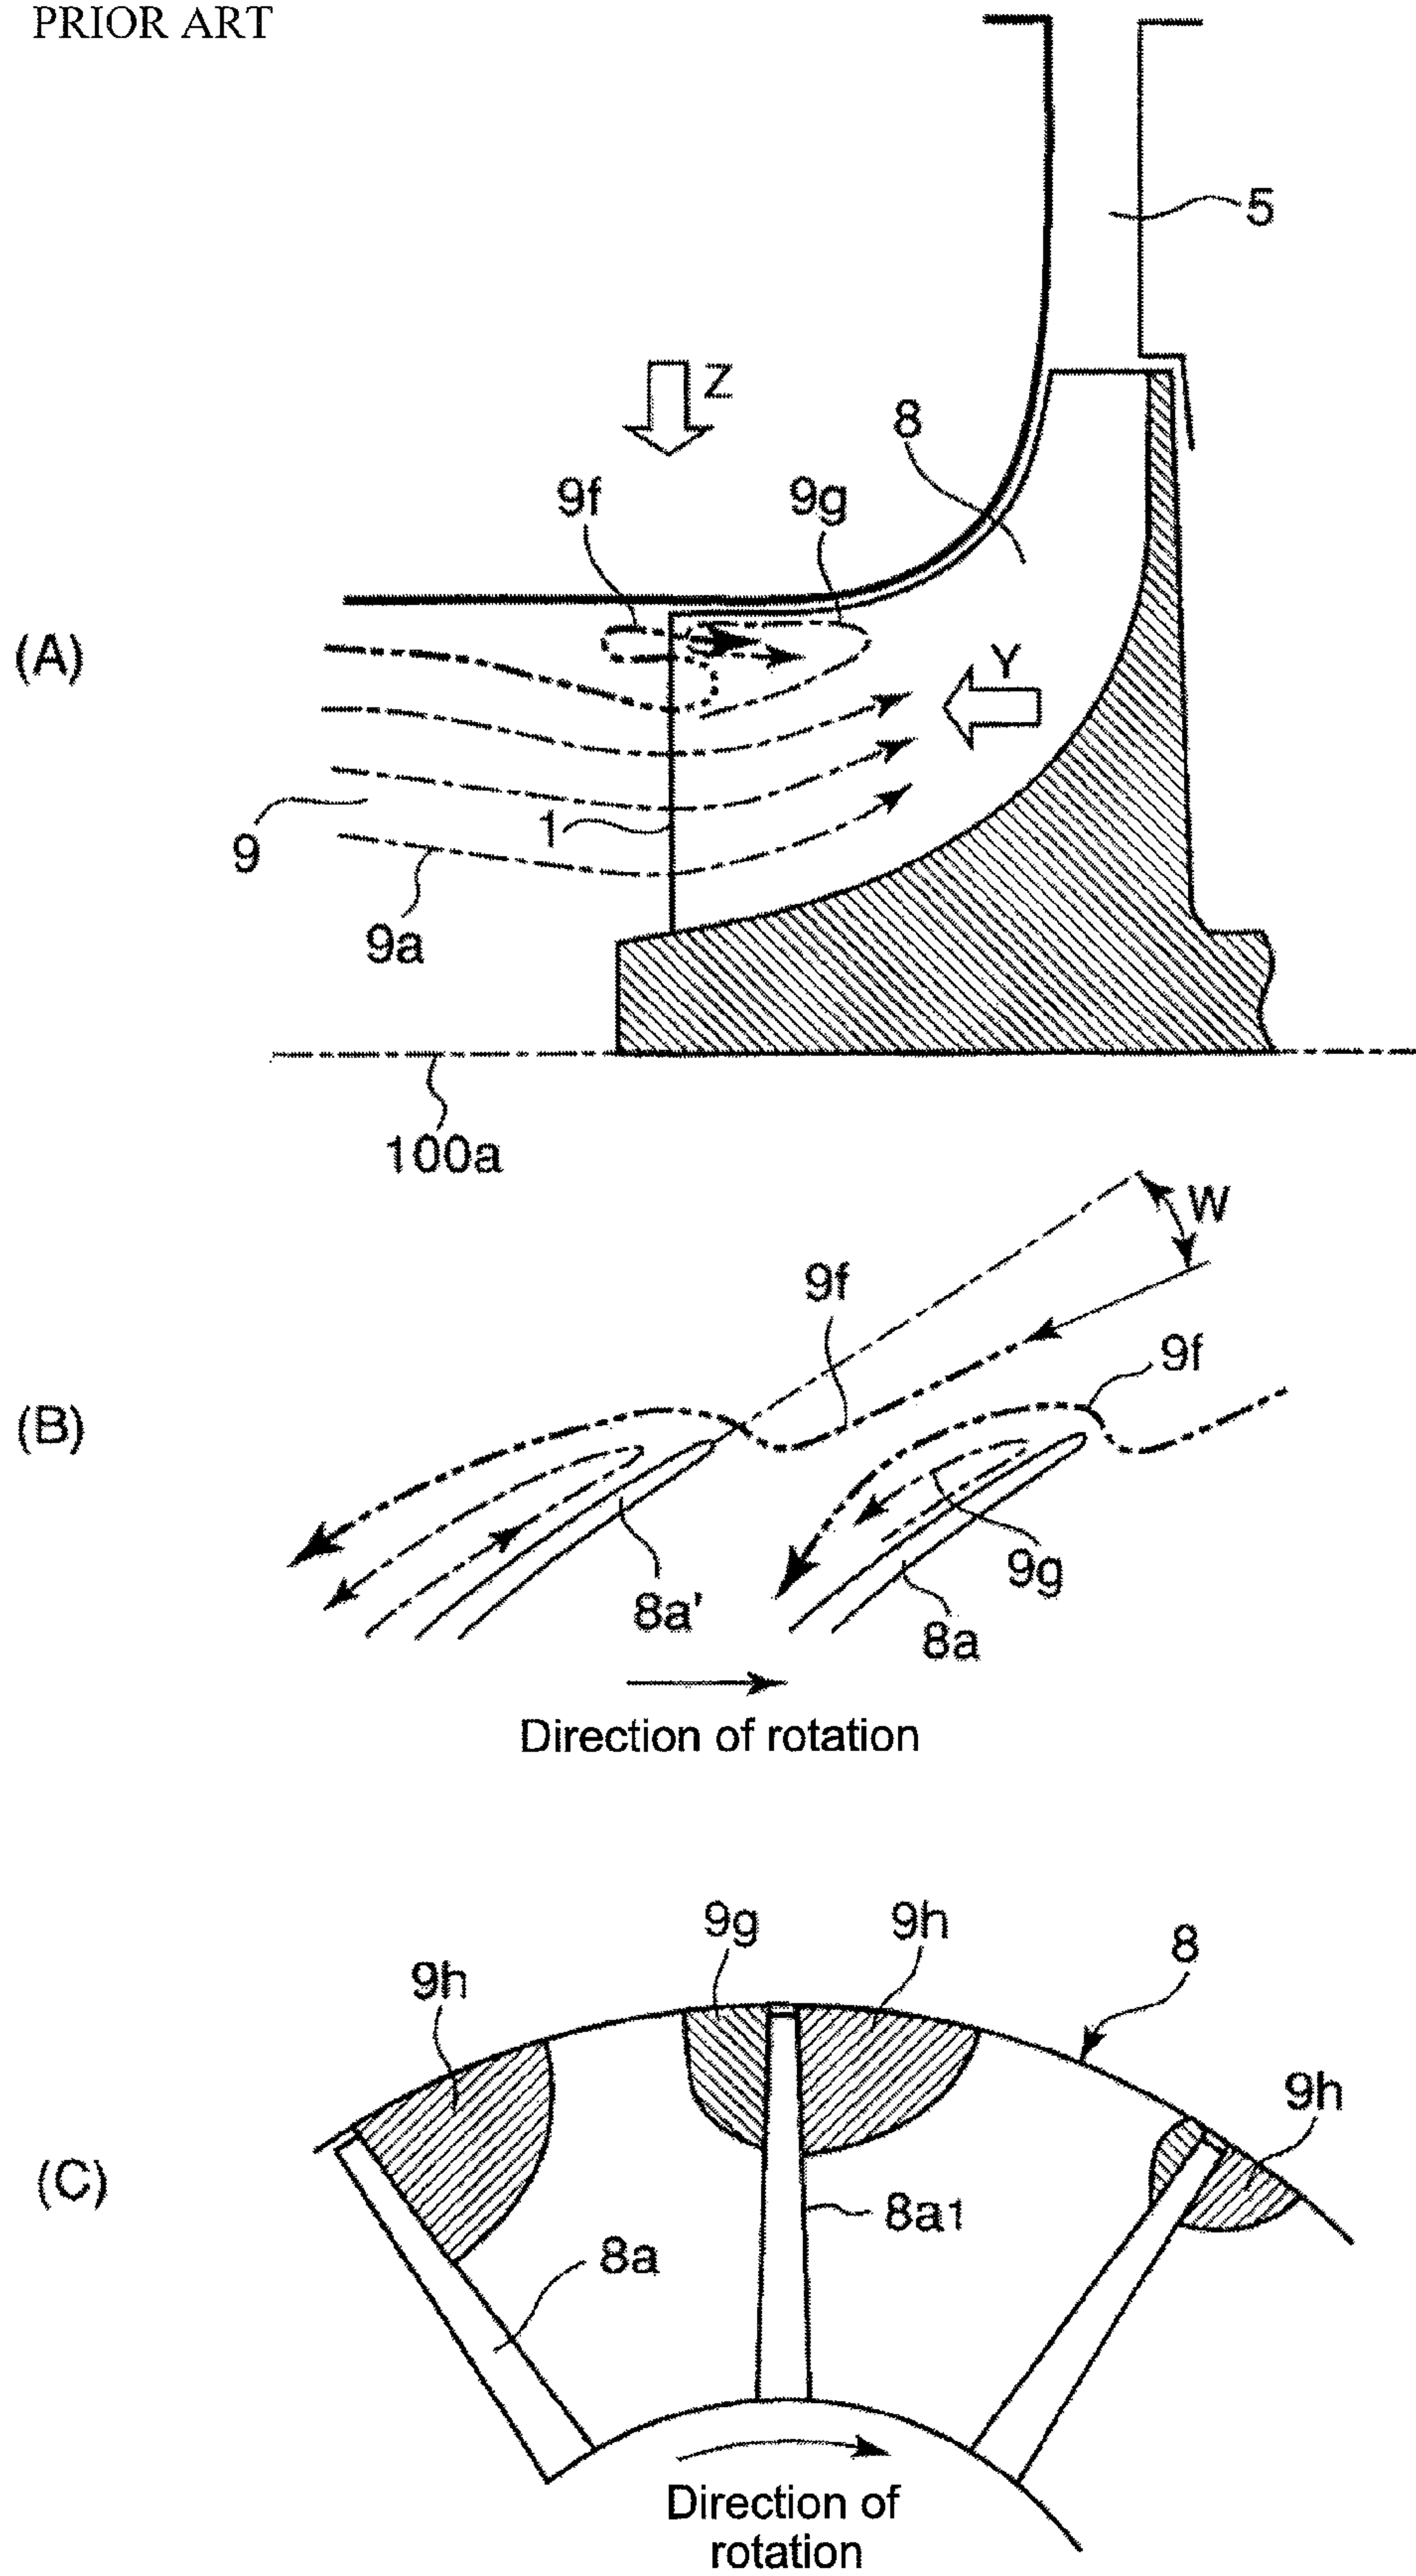 PRIOR ART
5
Z
8
9f
9g
(A)
Y
9
1
9a
100a
W
9f
9f
(B)
9g
8a'
8a
Direction of rotation
9g
9h
8
9h
9h
(C)
8a1
8a
Direction of
rotation